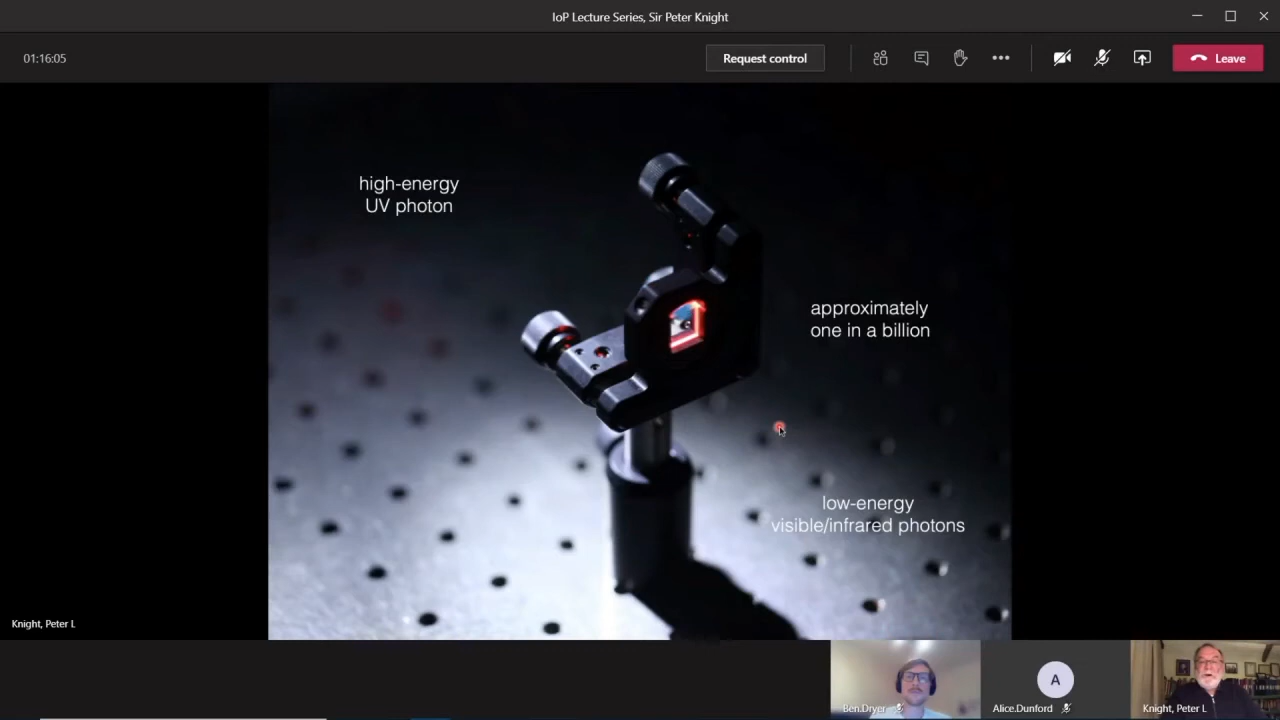 IoP Lecture Series, Sir Peter Knight
01:16:05
Request control
Leave
high-energy
UV photon
approximately
one in a billion
low-energy
visible/infrared photons
Knight, Peter L
Ben.Dryer
A
Alice.Dunford
Knight, Peter L